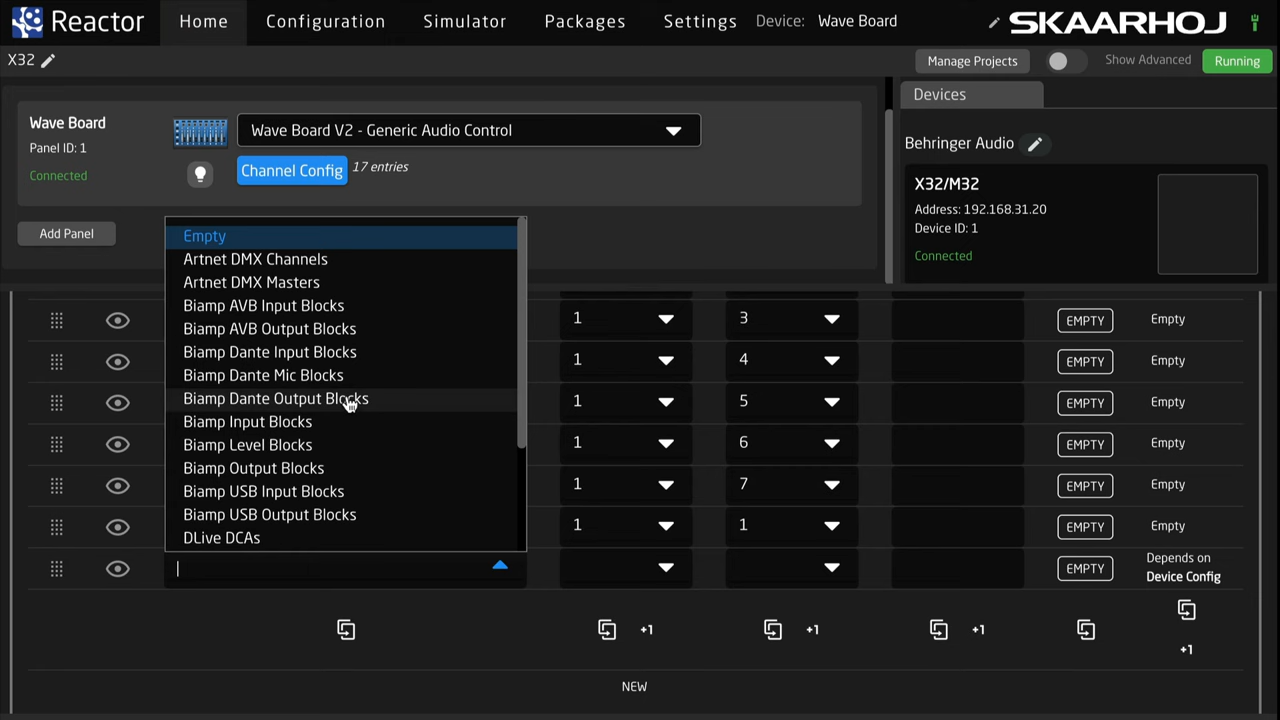 Reactor Home Configuration Simulator Packages Settings Device: Wave Board SKAARHOJ
X32 Manage Projects Show Advanced Running
Wave Board
Panel ID: 1
Connected
Wave Board V2 - Generic Audio Control
Channel Config 17 entries
Add Panel
Devices
Behringer Audio
X32/M32
Address: 192.168.31.20
Device ID: 1
Connected
Empty
Artnet DMX Channels
Artnet DMX Masters
Biamp AVB Input Blocks
Biamp AVB Output Blocks
Biamp Dante Input Blocks
Biamp Dante Mic Blocks
Biamp Dante Output Blocks
Biamp Input Blocks
Biamp Level Blocks
Biamp Output Blocks
Biamp USB Input Blocks
Biamp USB Output Blocks
DLive DCAs
1 3 EMPTY Empty
1 4 EMPTY Empty
1 5 EMPTY Empty
1 6 EMPTY Empty
1 7 EMPTY Empty
1 1 EMPTY Empty
EMPTY Depends on
Device Config
+1 +1 +1
+1
NEW